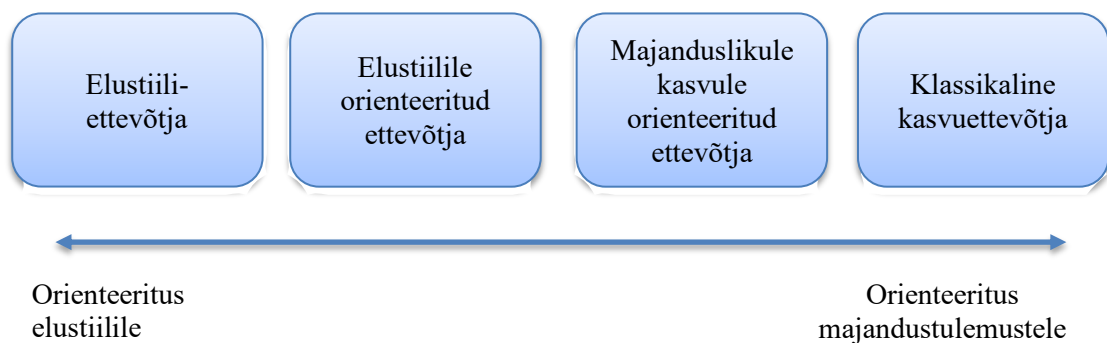 Elustiili-
ettevõtja
Elustiilile
orienteeritud
ettevõtja
Majanduslikule
kasvule
orienteeritud
ettevõtja
Klassikaline
kasvuettevõtja
Orienteeritus
elustiilile
Orienteeritus
majandustulemustele